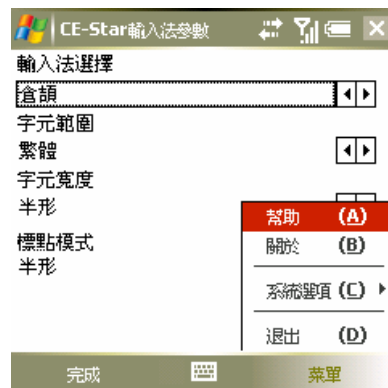 CE-Star輸入法參數
輸入法選擇
倉頡
字元範圍
繁體
字元寬度
半形
標點模式
半形
幫助 (A)
關於 (B)
系統選項 (C)
退出 (D)
完成
菜單